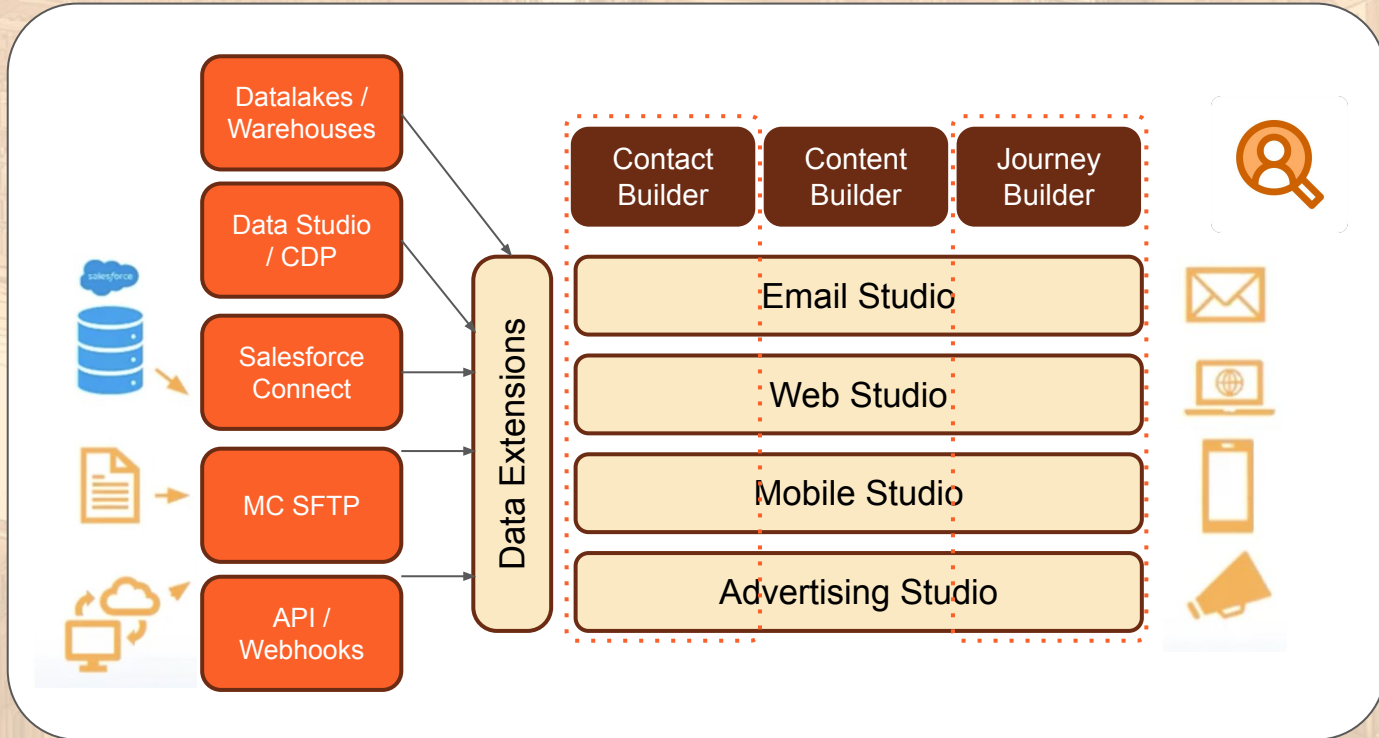 Datalakes /
Warehouses
Data Studio
/ CDP
salesforce
Salesforce
Connect
MC SFTP
API /
Webhooks
Data Extensions
Contact
Builder
Content
Builder
Journey
Builder
Email Studio
Web Studio
Mobile Studio
Advertising Studio